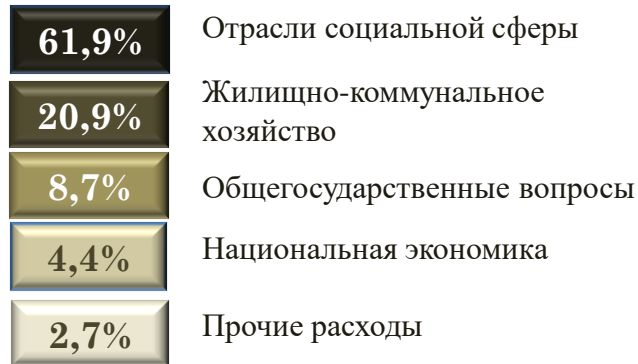 61,9% Отрасли социальной сферы
20,9% Жилищно-коммунальное
хозяйство
8,7% Общегосударственные вопросы
4,4% Национальная экономика
2,7% Прочие расходы